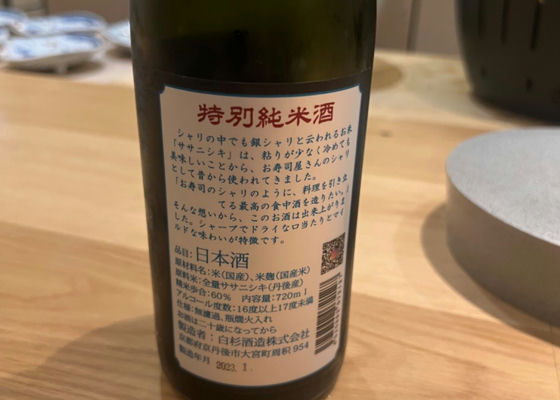 特別純米酒
シャリの中でも銀シャリと云われるお米
「ササニシキ」は、粘りが少なく冷めても
美味しいことから、お寿司屋さんのシャリ
として昔から使われてきました。
「お寿司のシャリのように、料理を引き立
てる最高の食中酒を造りたい。」
そんな想いから、このお酒は出来上がりま
した。シャープでドライな口当たりとマイ
ルドな味わいが特徴です。
品目:日本酒
原材料名:米(国産)、米麹(国産米)
原料米:全量ササニシキ(丹後産)
精米歩合:60% 内容量:720ml
アルコール度数:16度以上17度未満
仕様:無濾過、瓶燗火入れ
お酒は二十歳になってから
製造者:白杉酒造株式会社
京都府京丹後市大宮町周枳954
製造年月 2023. 1.